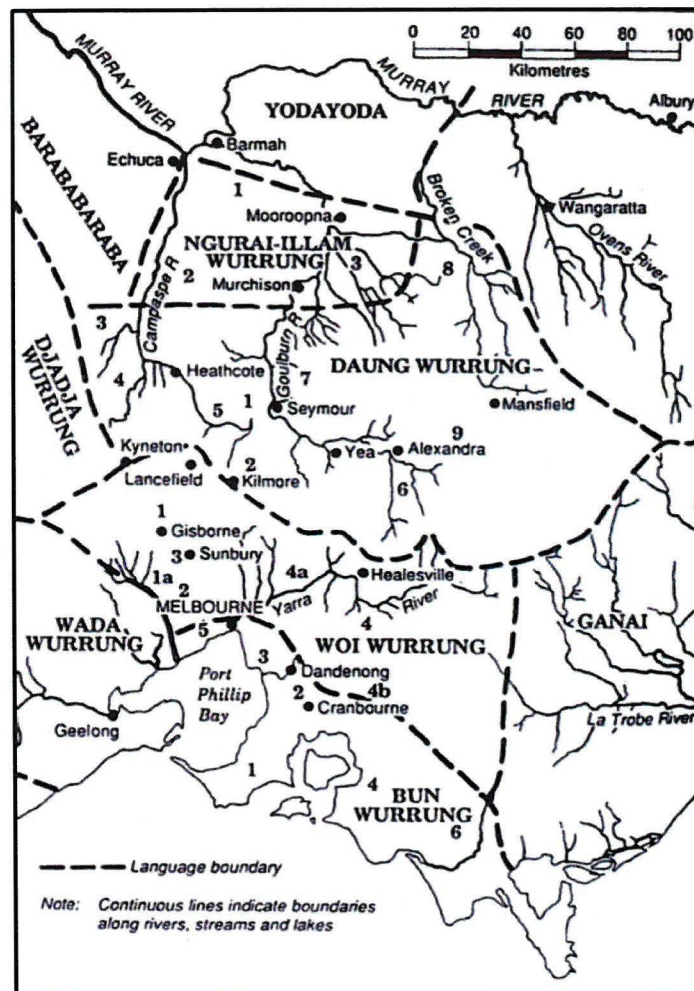 0 20 40 60 80 100
Kilometres
MURRAY RIVER
MURRAY
RIVER
Albury
YODAYODA
Barmah
Echuca
BARABABARABA
1
Mooroopna
Broken Creek
Wangaratta
Ovens River
NGURAI-ILLAM
WURRUNG
3
8
2
Murchison
Campaspe R
3
Goulburn R
DJADJA
WURRUNG
DAUNG WURRUNG
Heathcote
7
4
5
1
Seymour
Mansfield
Kyneton
Yea
Alexandra
9
Lancefield
2
Kilmore
6
1
Gisborne
3
Sunbury
4a
Healesville
1a
2
MELBOURNE
Yarra
River
4
GANAI
WADA
WURRUNG
5
WOI WURRUNG
Port
Phillip
Bay
3
Dandenong
2
4b
Cranbourne
Geelong
La Trobe River
1
4
BUN
WURRUNG
6
Language boundary
Note: Continuous lines indicate boundaries
along rivers, streams and lakes